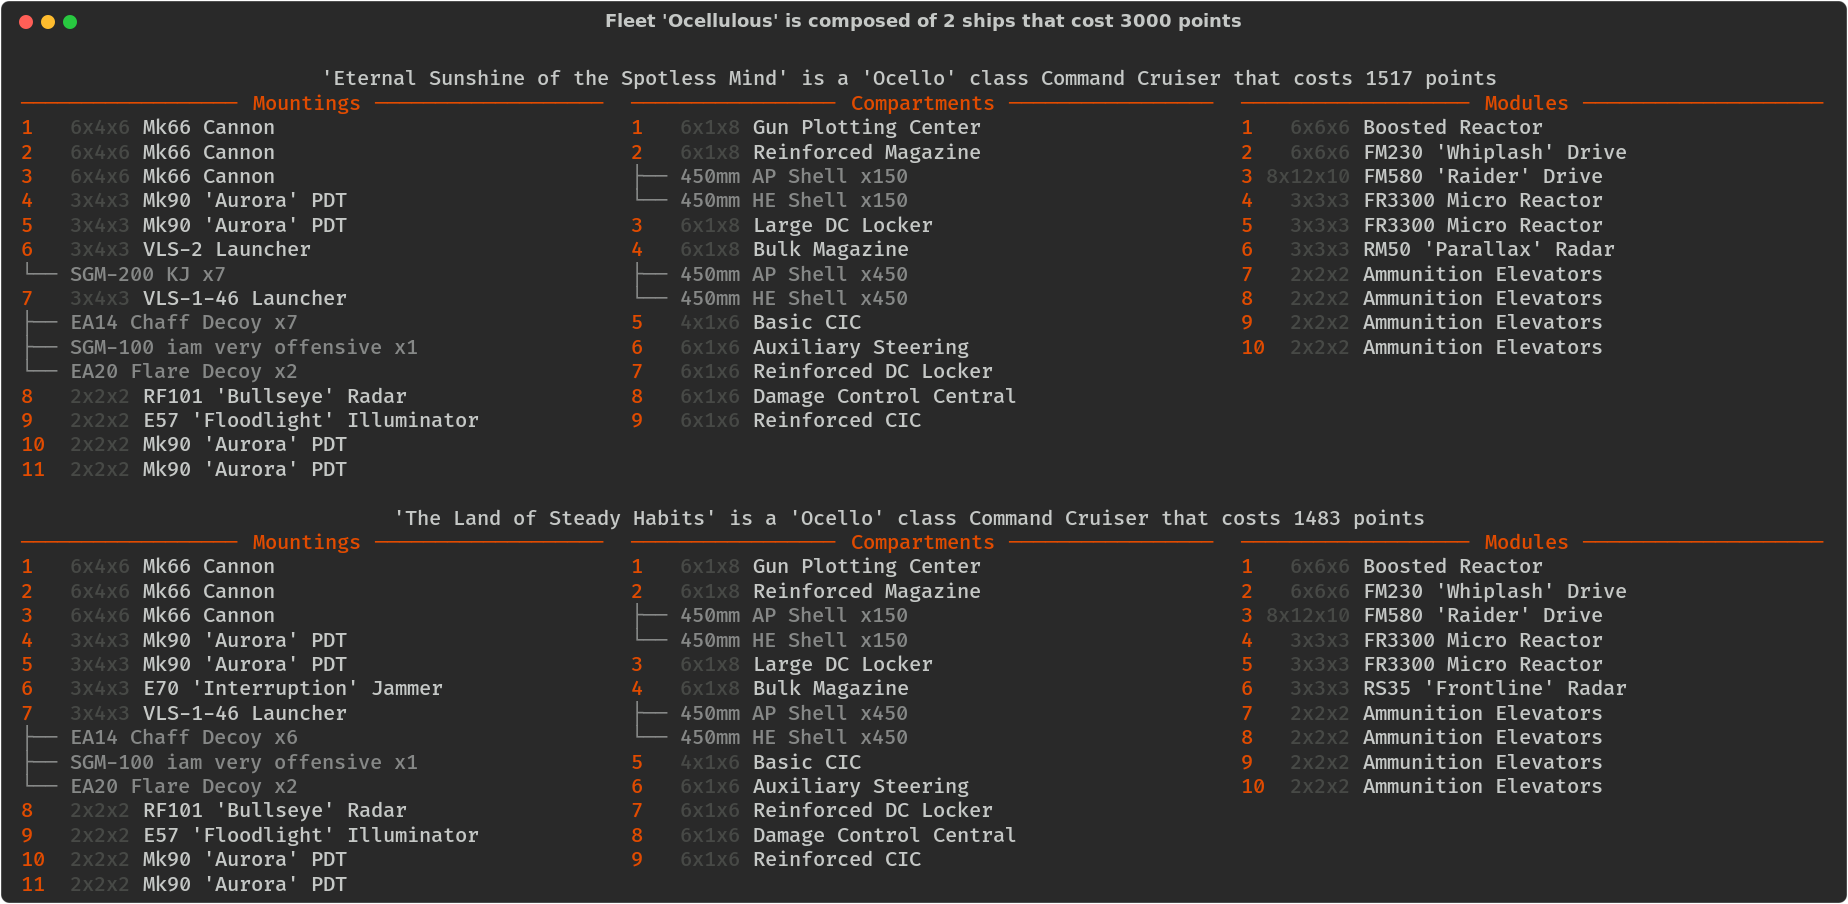 Fleet 'Ocellulous' is composed of 2 ships that cost 3000 points
'Eternal Sunshine of the Spotless Mind' is a 'Ocello' class Command Cruiser that costs 1517 points
Mountings Compartments Modules
1 6x4x6 Mk66 Cannon 1 6x1x8 Gun Plotting Center 1 6x6x6 Boosted Reactor
2 6x4x6 Mk66 Cannon 2 6x1x8 Reinforced Magazine 2 6x6x6 FM230 'Whiplash' Drive
3 6x4x6 Mk66 Cannon 450mm AP Shell x150 3 8x12x10 FM580 'Raider' Drive
4 3x4x3 Mk90 'Aurora' PDT 450mm HE Shell x150 4 3x3x3 FR3300 Micro Reactor
5 3x4x3 Mk90 'Aurora' PDT 3 6x1x8 Large DC Locker 5 3x3x3 FR3300 Micro Reactor
6 3x4x3 VLS-2 Launcher 4 6x1x8 Bulk Magazine 6 3x3x3 RM50 'Parallax' Radar
SGM-200 KJ x7 450mm AP Shell x450 7 2x2x2 Ammunition Elevators
7 3x4x3 VLS-1-46 Launcher 450mm HE Shell x450 8 2x2x2 Ammunition Elevators
EA14 Chaff Decoy x7 5 4x1x6 Basic CIC 9 2x2x2 Ammunition Elevators
SGM-100 iam very offensive x1 6 6x1x6 Auxiliary Steering 10 2x2x2 Ammunition Elevators
EA20 Flare Decoy x2 7 6x1x6 Reinforced DC Locker
8 2x2x2 RF101 'Bullseye' Radar 8 6x1x6 Damage Control Central
9 2x2x2 E57 'Floodlight' Illuminator 9 6x1x6 Reinforced CIC
10 2x2x2 Mk90 'Aurora' PDT
11 2x2x2 Mk90 'Aurora' PDT
'The Land of Steady Habits' is a 'Ocello' class Command Cruiser that costs 1483 points
Mountings Compartments Modules
1 6x4x6 Mk66 Cannon 1 6x1x8 Gun Plotting Center 1 6x6x6 Boosted Reactor
2 6x4x6 Mk66 Cannon 2 6x1x8 Reinforced Magazine 2 6x6x6 FM230 'Whiplash' Drive
3 6x4x6 Mk66 Cannon 450mm AP Shell x150 3 8x12x10 FM580 'Raider' Drive
4 3x4x3 Mk90 'Aurora' PDT 450mm HE Shell x150 4 3x3x3 FR3300 Micro Reactor
5 3x4x3 Mk90 'Aurora' PDT 3 6x1x8 Large DC Locker 5 3x3x3 FR3300 Micro Reactor
6 3x4x3 E70 'Interruption' Jammer 4 6x1x8 Bulk Magazine 6 3x3x3 RS35 'Frontline' Radar
7 3x4x3 VLS-1-46 Launcher 450mm AP Shell x450 7 2x2x2 Ammunition Elevators
EA14 Chaff Decoy x6 450mm HE Shell x450 8 2x2x2 Ammunition Elevators
SGM-100 iam very offensive x1 5 4x1x6 Basic CIC 9 2x2x2 Ammunition Elevators
EA20 Flare Decoy x2 6 6x1x6 Auxiliary Steering 10 2x2x2 Ammunition Elevators
8 2x2x2 RF101 'Bullseye' Radar 7 6x1x6 Reinforced DC Locker
9 2x2x2 E57 'Floodlight' Illuminator 8 6x1x6 Damage Control Central
10 2x2x2 Mk90 'Aurora' PDT 9 6x1x6 Reinforced CIC
11 2x2x2 Mk90 'Aurora' PDT